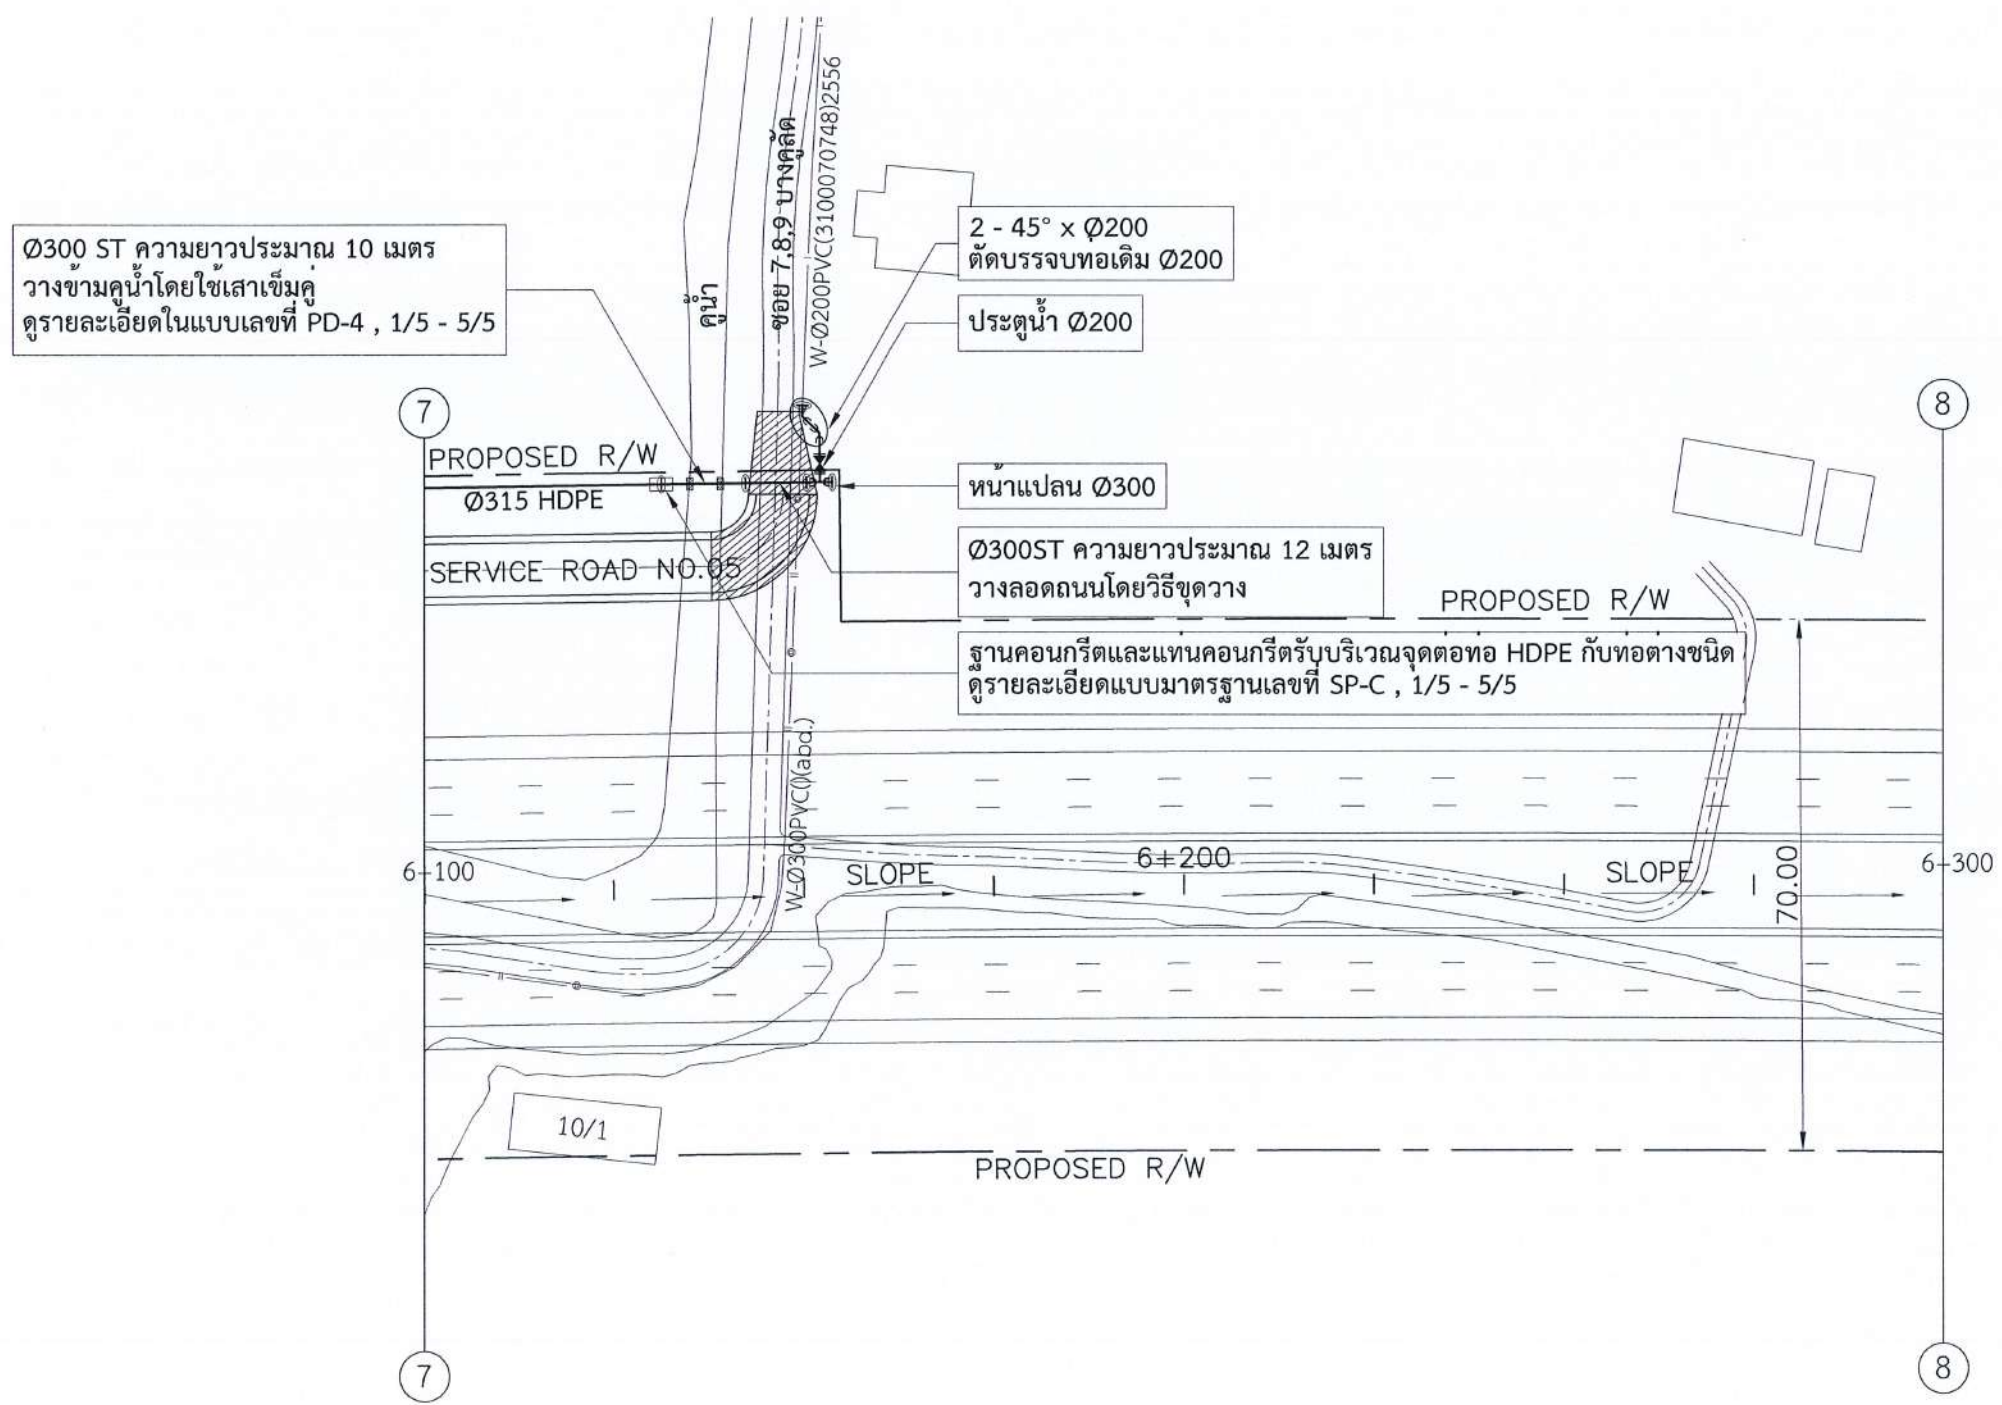 W-Ø200PVC(3100070748)2556
ซอย 7,8,9 บางคูลัด
คูน้ำ
Ø300 ST ความยาวประมาณ 10 เมตร
วางข้ามคูน้ำโดยใช้เสาเข็มคู่
ดูรายละเอียดในแบบเลขที่ PD-4 , 1/5 - 5/5
2 - 45° x Ø200
ตัดบรรจบท่อเดิม Ø200
ประตูน้ำ Ø200
7
8
PROPOSED R/W
Ø315 HDPE
หน้าแปลน Ø300
Ø300ST ความยาวประมาณ 12 เมตร
วางลอดถนนโดยวิธีขุดวาง
SERVICE ROAD NO.05
PROPOSED R/W
ฐานคอนกรีตและแท่นคอนกรีตรับบริเวณจุดต่อท่อ HDPE กับท่อต่างชนิด
ดูรายละเอียดแบบมาตรฐานเลขที่ SP-C , 1/5 - 5/5
W-Ø300PVC()(abd.)
6+100
SLOPE
6+200
SLOPE
70.00
6+300
10/1
PROPOSED R/W
7
8